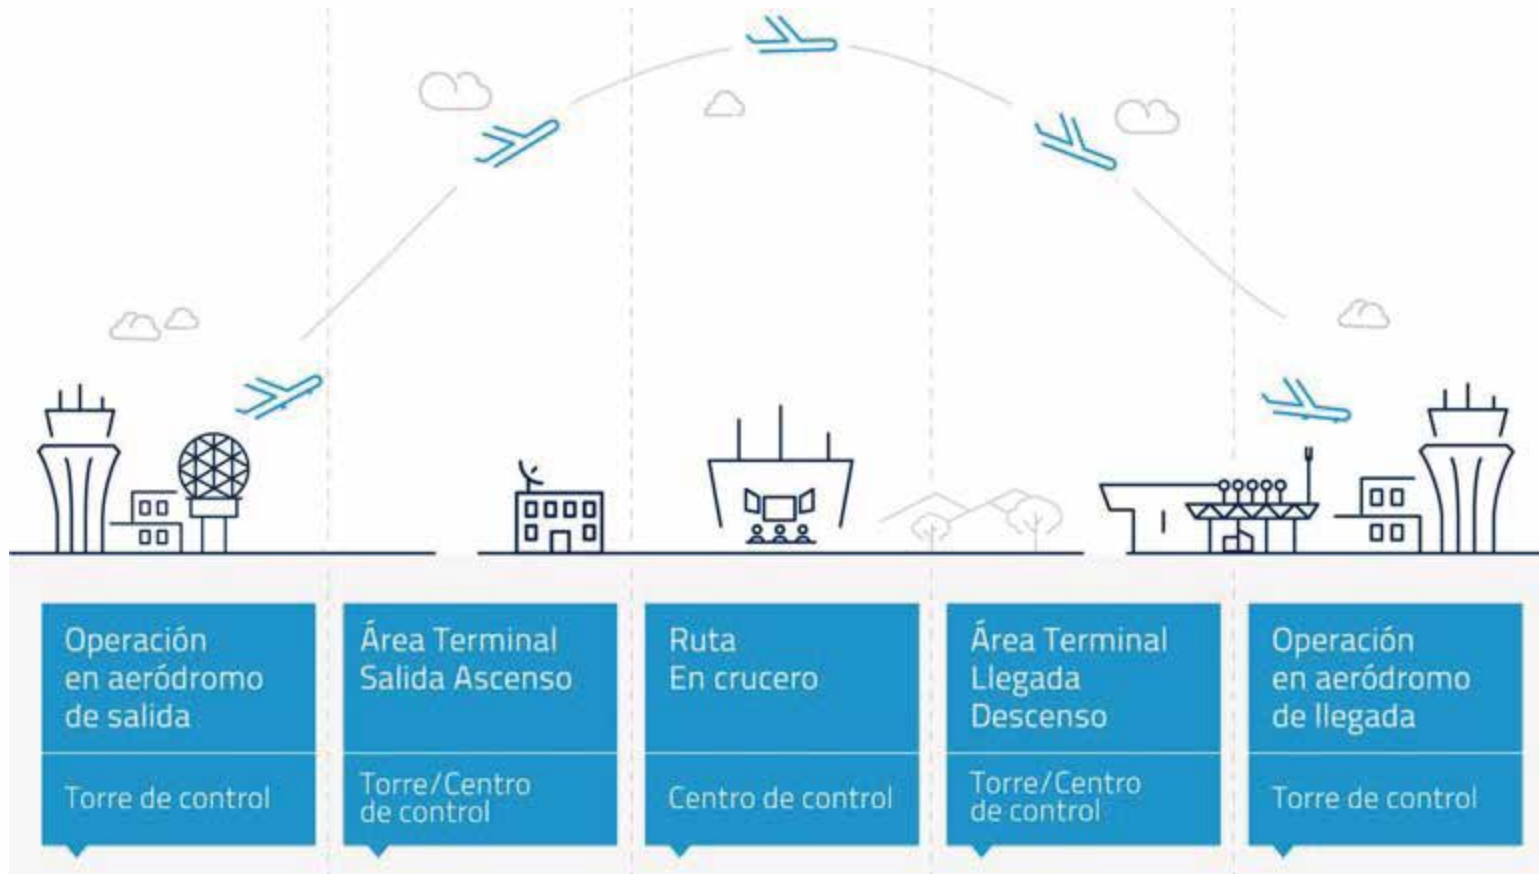 Operación
en aeródromo
de salida
Torre de control
Área Terminal
Salida Ascenso
Torre/Centro
de control
Ruta
En crucero
Centro de control
Área Terminal
Llegada
Descenso
Torre/Centro
de control
Operación
en aeródromo
de llegada
Torre de control